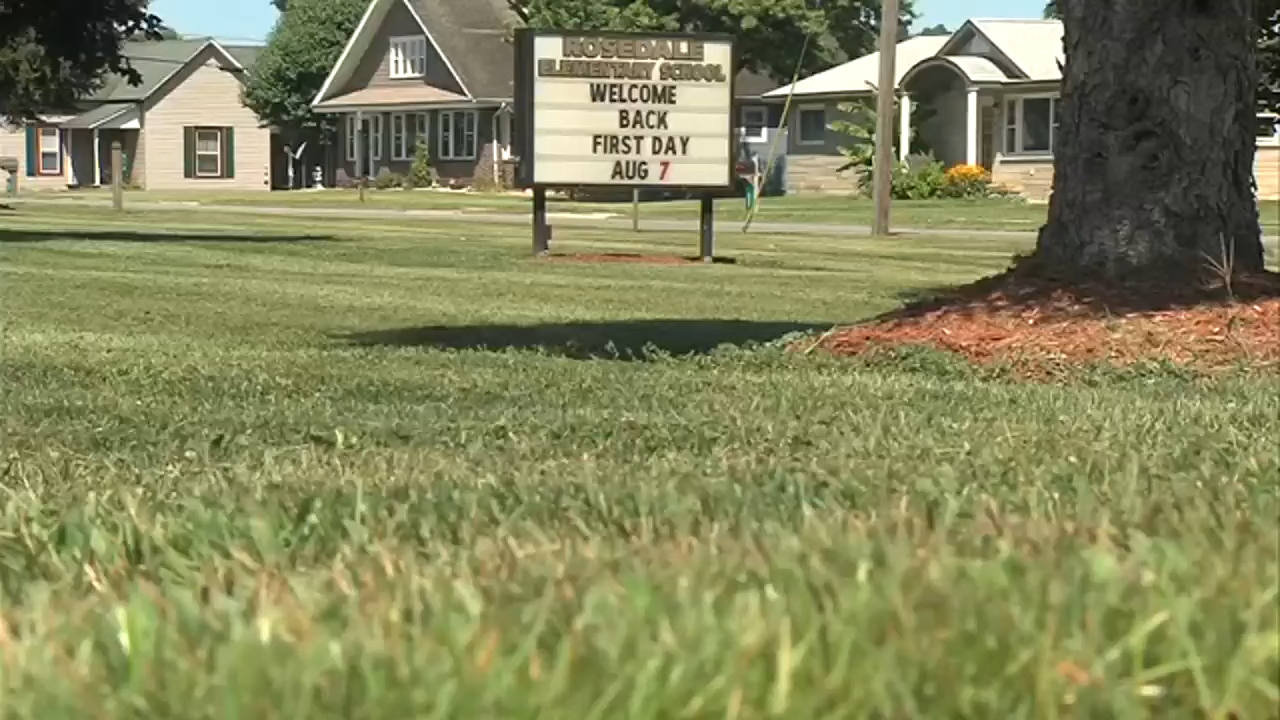 ROSEDALE
ELEMENTARY SCHOOL
WELCOME
BACK
FIRST DAY
AUG 7